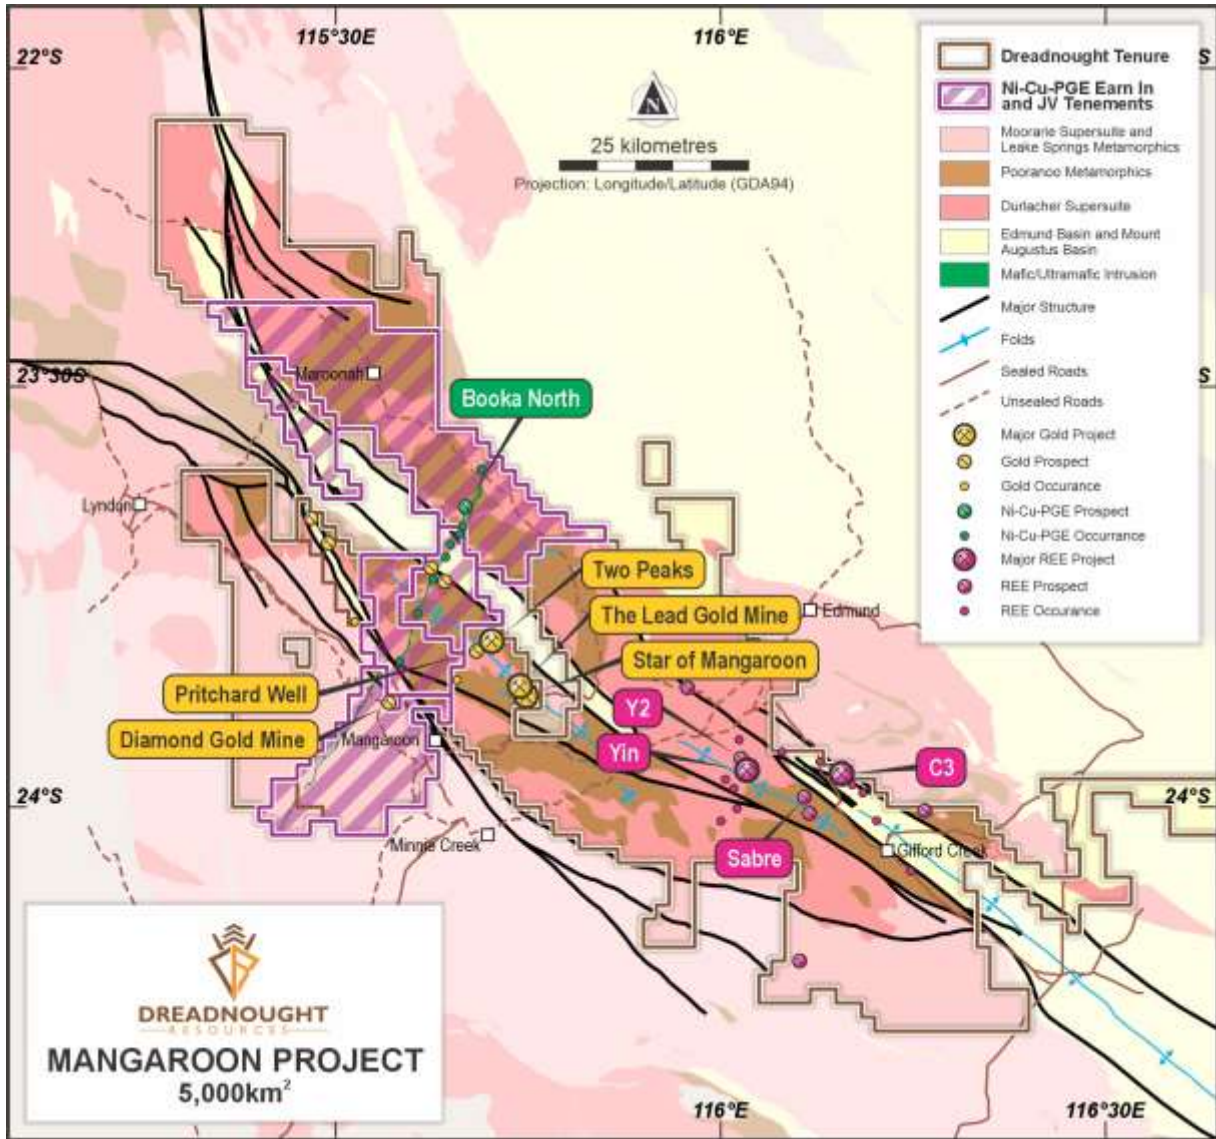 115°30E
116°E
22°S
S
Dreadnought Tenure
Ni-Cu-PGE Earn In
and JV Tenements
Moorarie Supersuite and
Leake Springs Metamorphics
Pooranoo Metamorphics
Durlacher Supersuite
Edmund Basin and Mount
Augustus Basin
Mafic/Ultramafic Intrusion
Major Structure
Folds
Sealed Roads
Unsealed Roads
Major Gold Project
Gold Prospect
Gold Occurance
Ni-Cu-PGE Prospect
Ni-Cu-PGE Occurrance
Major REE Project
REE Prospect
REE Occurance
N
25 kilometres
Projection: Longitude/Latitude (GDA94)
23°30S
S
Maroonah
Booka North
Lyndon
Two Peaks
The Lead Gold Mine
Edmund
Star of Mangaroon
Pritchard Well
Y2
Diamond Gold Mine
Mangaroon
Yin
C3
24°S
24°S
Minnie Creek
Sabre
Gifford Creek
DREADNOUGHT
RESOURCES
MANGAROON PROJECT
5,000km²
116°E
116°30E